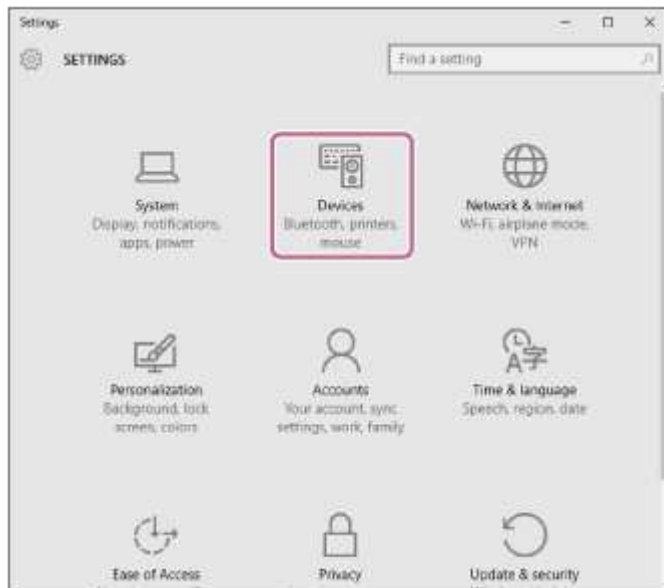 Settings
SETTINGS
Find a setting
System
Display, notifications,
apps, power
Devices
Bluetooth, printers,
mouse
Network & Internet
Wi-Fi, airplane mode,
VPN
Personalization
Background, lock
screen, colors
Accounts
Your account, sync
settings, work, family
Time & language
Speech, region, date
Ease of Access
Privacy
Update & security